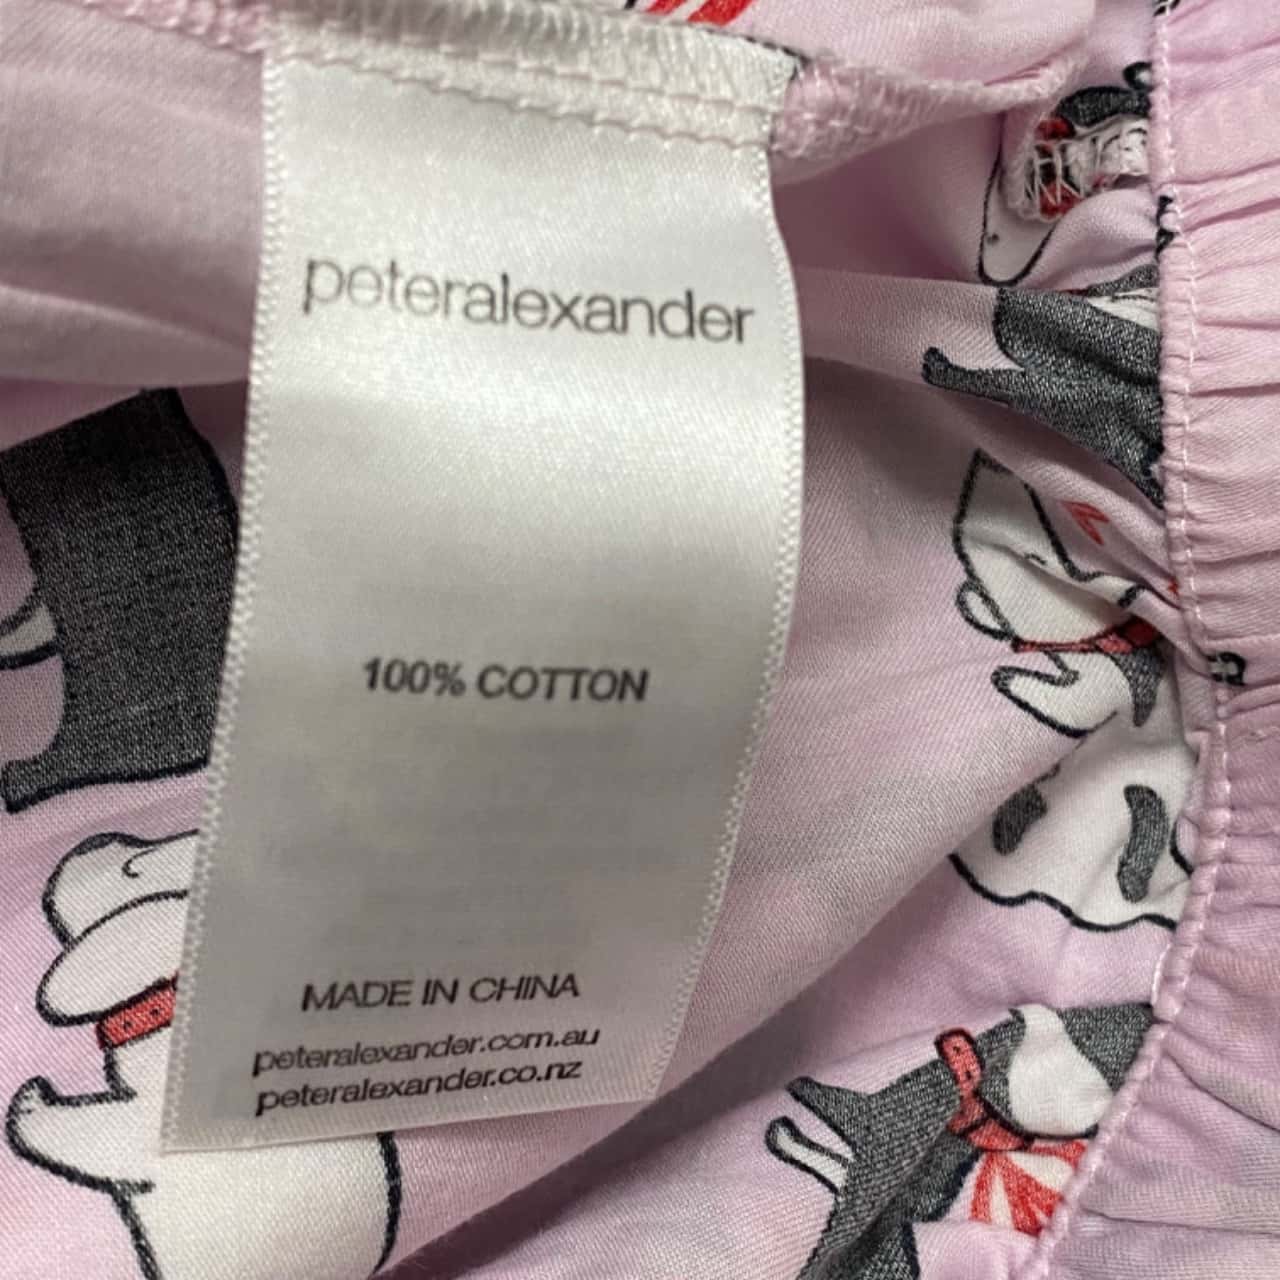 peteralexander
100% COTTON
MADE IN CHINA
peteralexander.com.au
peteralexander.co.nz